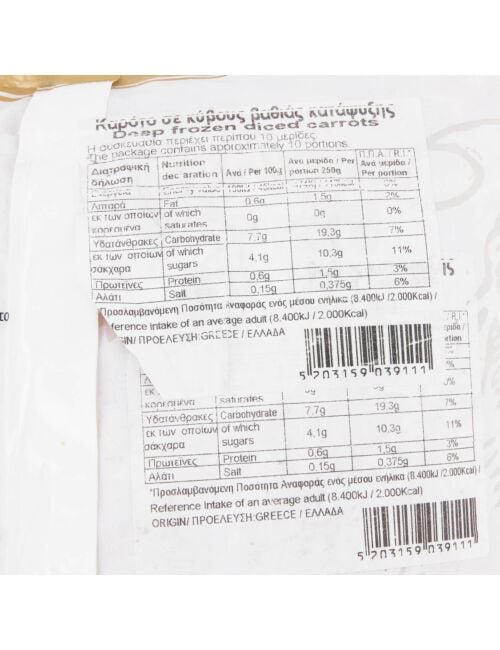 Καρότο σε κύβους βαθιάς κατάψυξης
Deep frozen diced carrots
Η συσκευασία περιέχει περίπου 10 μερίδες.
The package contains approximately 10 portions.
Διατροφική δήλωση Nutrition declaration Ανά / Per 100g Ανά μερίδα / Per portion 250g Π.Π.Α. / R.I.* Ανά μερίδα / Per portion
Λιπαρά Fat 0,6g 1,5g 2%
εκ των οποίων κορεσμένα of which saturates 0g 0g 0%
Υδατάνθρακες Carbohydrate 7,7g 19,3g 7%
εκ των οποίων σάκχαρα of which sugars 4,1g 10,3g 11%
Πρωτεΐνες Protein 0,6g 1,5g 3%
Αλάτι Salt 0,15g 0,375g 6%
Προσλαμβανόμενη Ποσότητα Αναφοράς ενός μέσου ενήλικα (8.400kJ / 2.000Kcal) /
Reference intake of an average adult (8.400kJ / 2.000Kcal)
ORIGIN/ ΠΡΟΕΛΕΥΣΗ:GREECE / ΕΛΛΑΔΑ
5 203159 039111
κορεσμένα saturates
Υδατάνθρακες Carbohydrate 7,7g 19,3g 7%
εκ των οποίων σάκχαρα of which sugars 4,1g 10,3g 11%
Πρωτεΐνες Protein 0,6g 1,5g 3%
Αλάτι Salt 0,15g 0,375g 6%
*Προσλαμβανόμενη Ποσότητα Αναφοράς ενός μέσου ενήλικα (8.400kJ / 2.000Kcal) /
Reference intake of an average adult (8.400kJ / 2.000Kcal)
ORIGIN/ ΠΡΟΕΛΕΥΣΗ:GREECE / ΕΛΛΑΔΑ
5 203159 039111